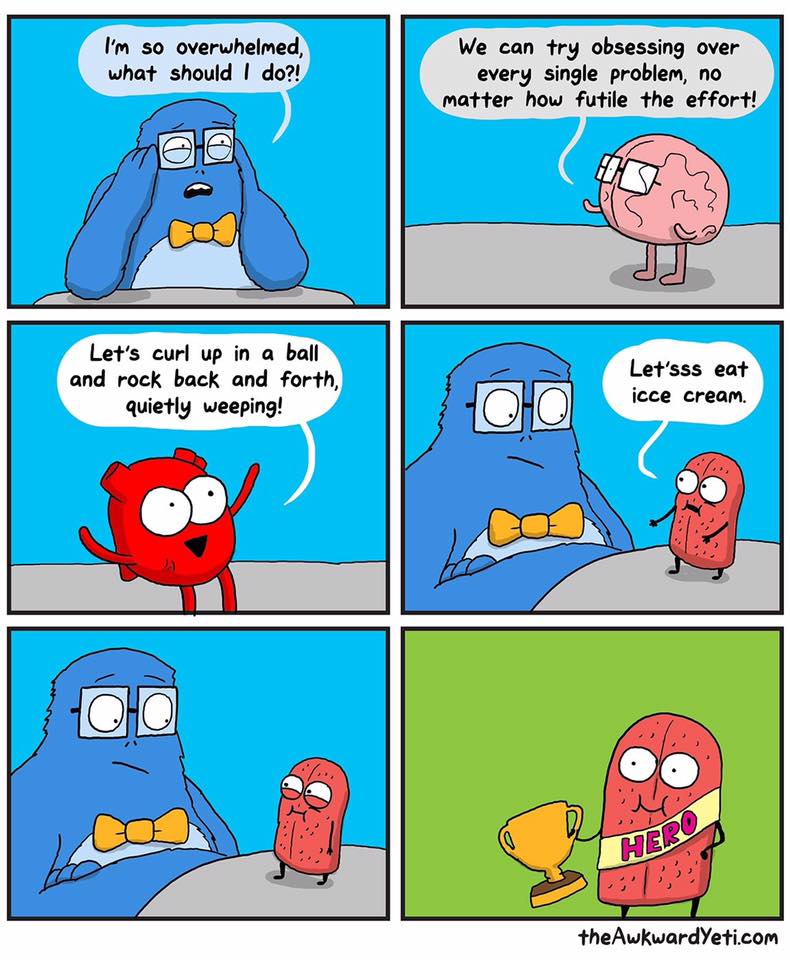 I'm so overwhelmed,
what should I do?!
We can try obsessing over
every single problem, no
matter how futile the effort!
Let's curl up in a ball
and rock back and forth,
quietly weeping!
Let'sss eat
icce cream.
HERO
theAwkwardYeti.com